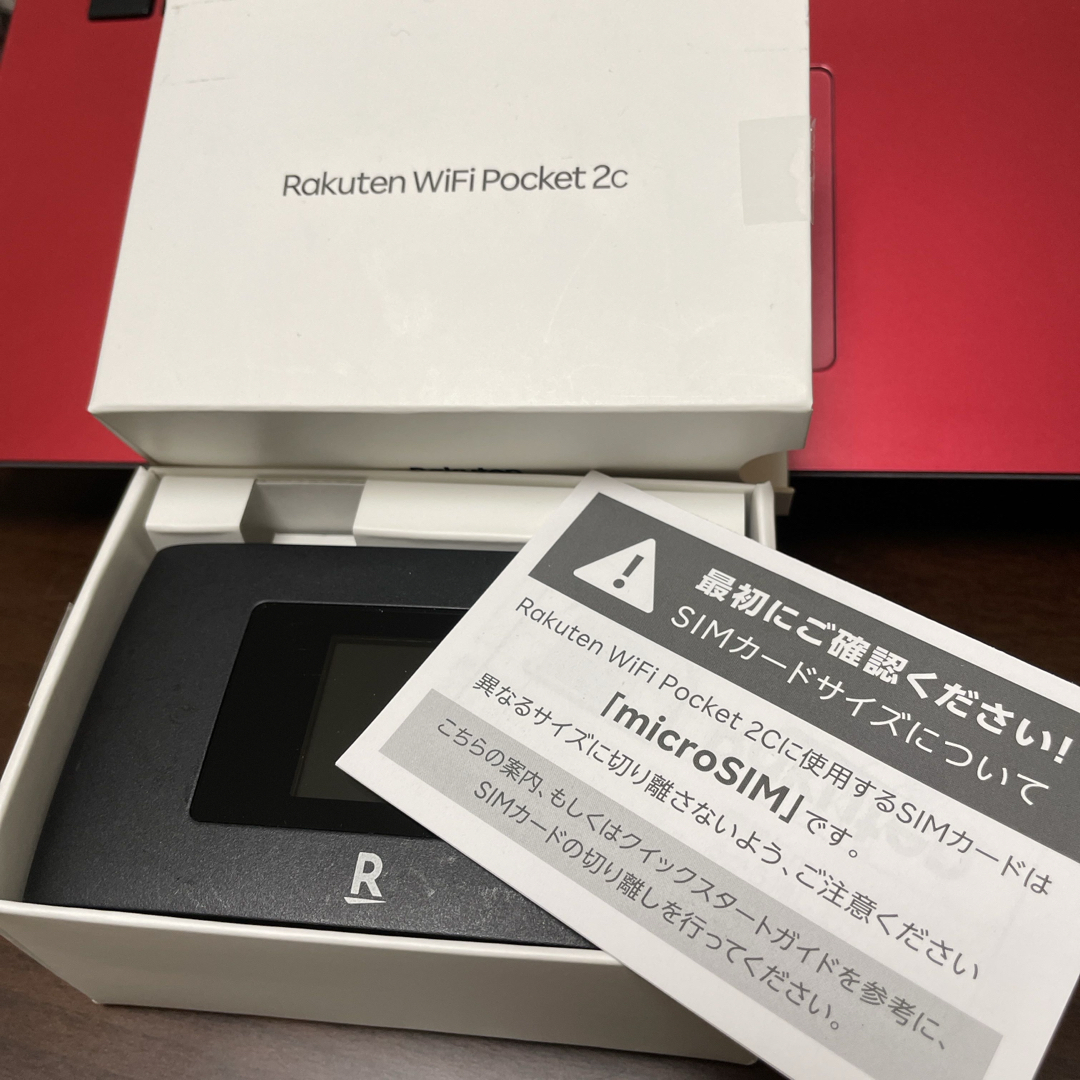 Rakuten WiFi Pocket 2c
Rakuten
最初にご確認ください!
SIMカードサイズについて
Rakuten WiFi Pocket 2Cに使用するSIMカードは
「microSIM」です。
異なるサイズに切り離さないよう、ご注意ください
こちらの案内、もしくはクイックスタートガイドを参考に、
SIMカードの切り離しを行ってください。
R